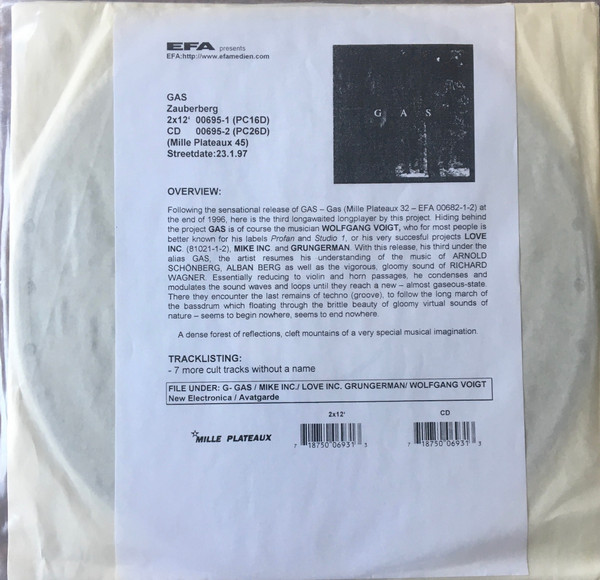 EFA presents
EFA:http://www.efamedien.com
G A S
GAS
Zauberberg
2x12' 00695-1 (PC16D)
CD 00695-2 (PC26D)
(Mille Plateaux 45)
Streetdate:23.1.97
OVERVIEW:
Following the sensational release of GAS – Gas (Mille Plateaux 32 – EFA 00682-1-2) at
the end of 1996, here is the third longawaited longplayer by this project. Hiding behind
the project GAS is of course the musician WOLFGANG VOIGT, who for most people is
better known for his labels Profan and Studio 1, or his very succesful projects LOVE
INC. (81021-1-2), MIKE INC. and GRUNGERMAN. With this release, his third under the
alias GAS, the artist resumes his understanding of the music of ARNOLD
SCHÖNBERG, ALBAN BERG as well as the vigorous, gloomy sound of RICHARD
WAGNER. Essentially reducing to violin and horn passages, he condenses and
modulates the sound waves and loops until they reach a new – almost gaseous-state.
There they encounter the last remains of techno (groove), to follow the long march of
the bassdrum which floating through the brittle beauty of gloomy virtual sounds of
nature – seems to begin nowhere, seems to end nowhere.
A dense forest of reflections, cleft mountains of a very special musical imagination.
TRACKLISTING:
- 7 more cult tracks without a name
FILE UNDER: G- GAS / MIKE INC./ LOVE INC. GRUNGERMAN/ WOLFGANG VOIGT
New Electronica / Avatgarde
2x12' CD
MILLE PLATEAUX
7 18750 06931 3 7 18750 06931 3